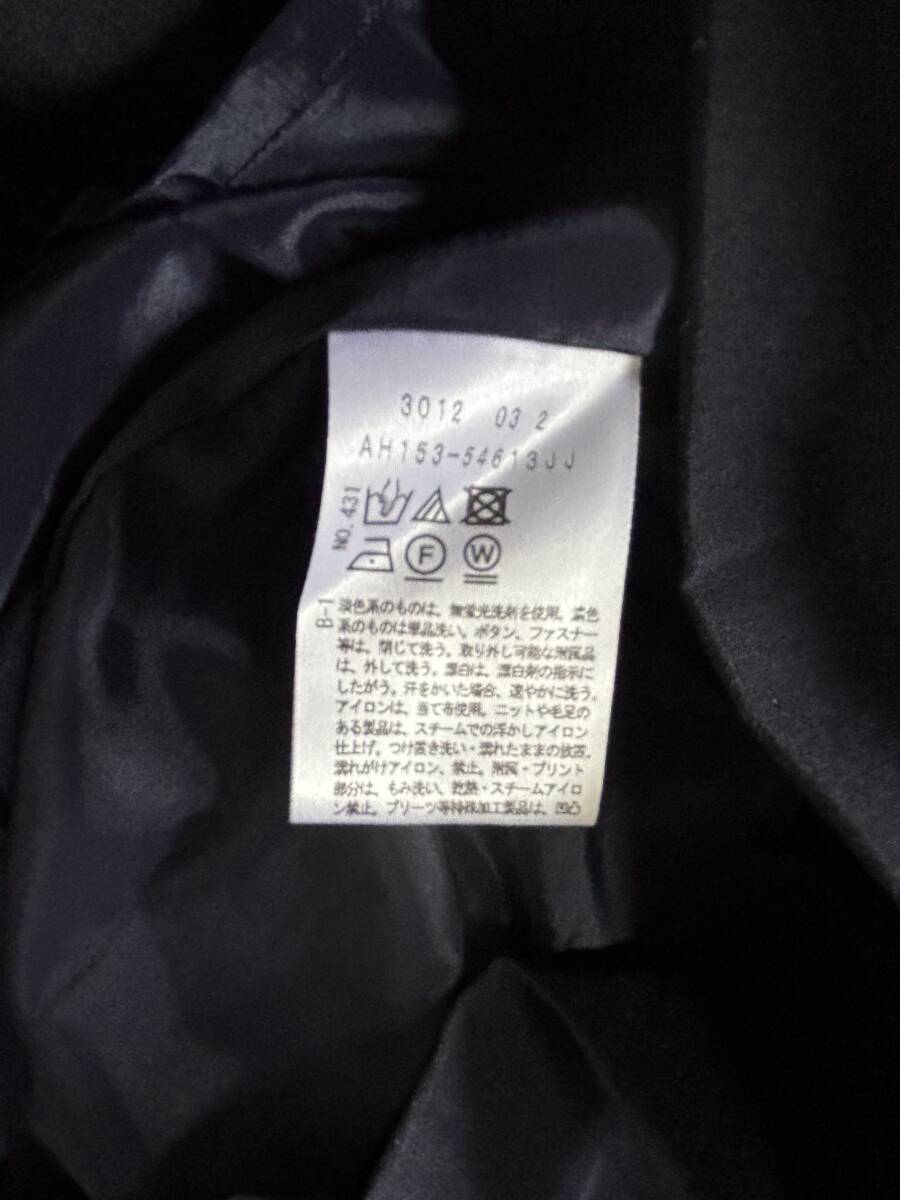 3012 03 2
AH153-54613JJ
NO.431
F
W
B-1
淡色系のものは、無蛍光洗剤を使用。濃色
系のものは単品洗い。ボタン、ファスナー
等は、閉じて洗う。取り外し可能な附属品
は、外して洗う。漂白は、漂白剤の指示に
したがう。汗をかいた場合、速やかに洗う。
アイロンは、当て布使用。ニットや毛足の
ある製品は、スチームでの浮かしアイロン
仕上げ。つけ置き洗い・濡れたままの放置、
濡れがけアイロン、禁止。附属・プリント
部分は、もみ洗い、乾熱・スチームアイロ
ン禁止。プリーツ等特殊加工製品は、凹凸